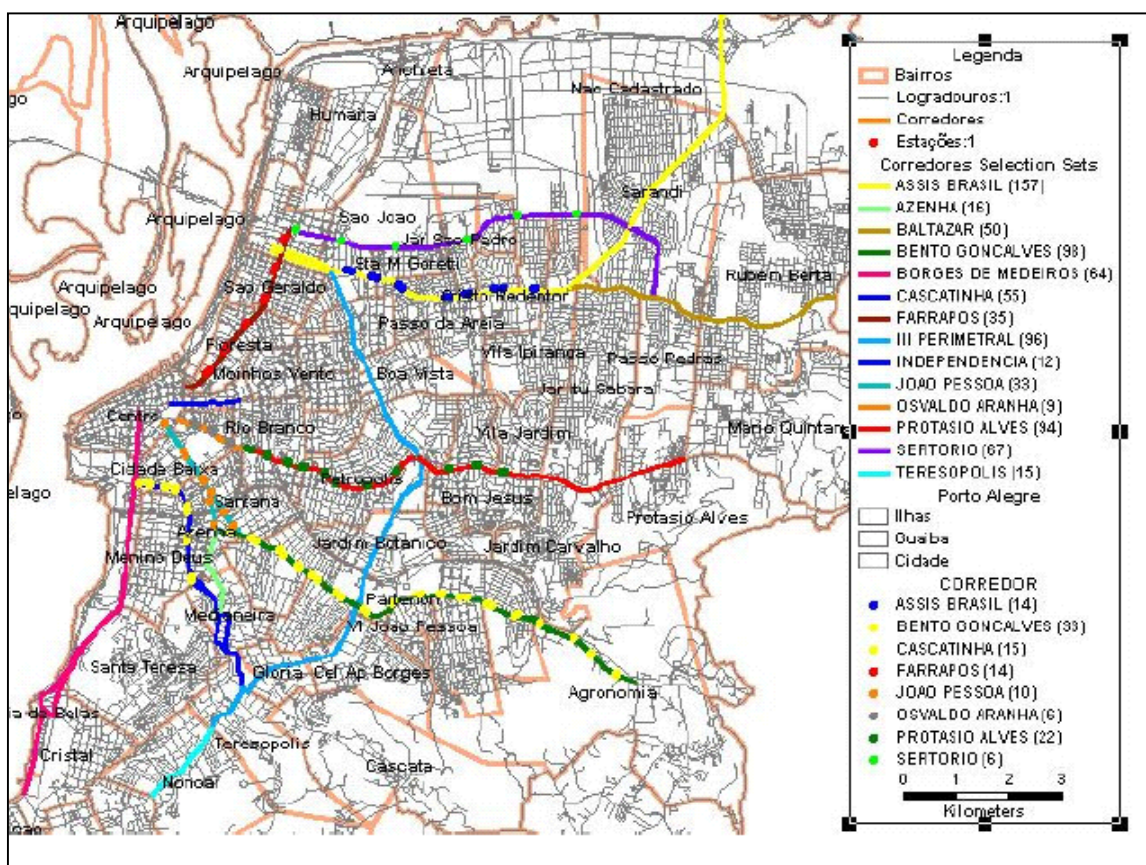 Arquipelago
Arquipelago
Arquipelago
Anchieta
Humaita
Nao Cadastrado
Sarandi
Arquipelago
Sao Joao
Jar Sao Pedro
Sta M Goretti
Cristo Redentor
Rubem Berta
Arquipelago
Sao Geraldo
Arquipelago
Passo da Areia
Floresta
Vila Ipiranga
Passo Pedras
Moinhos Vento
Boa Vista
Jar Itu Sabara
Centro
Rio Branco
Vila Jardim
Mario Quintana
Cidade Baixa
Petropolis
Bom Jesus
Santana
Protasio Alves
Azenha
Jardim Botanico
Jardim Carvalho
Menino Deus
Partenon
Medianeira
Vl Joao Pessoa
Santa Teresa
Gloria
Cel Ap Borges
Agronomia
ia de Belas
Cristal
Teresopolis
Cascata
Nonoai
Legenda
Bairros
Logradouros:1
Corredores
Estações:1
Corredores Selection Sets
ASSIS BRASIL (157)
AZENHA (16)
BALTAZAR (50)
BENTO GONCALVES (98)
BORGES DE MEDEIROS (64)
CASCATINHA (55)
FARRAPOS (35)
III PERIMETRAL (96)
INDEPENDENCIA (12)
JOAO PESSOA (33)
OSVALDO ARANHA (9)
PROTASIO ALVES (94)
SERTORIO (67)
TERESOPOLIS (15)
Porto Alegre
Ilhas
Guaiba
Cidade
CORREDOR
ASSIS BRASIL (14)
BENTO GONCALVES (33)
CASCATINHA (15)
FARRAPOS (14)
JOAO PESSOA (10)
OSVALDO ARANHA (6)
PROTASIO ALVES (22)
SERTORIO (6)
0 1 2 3
Kilometers